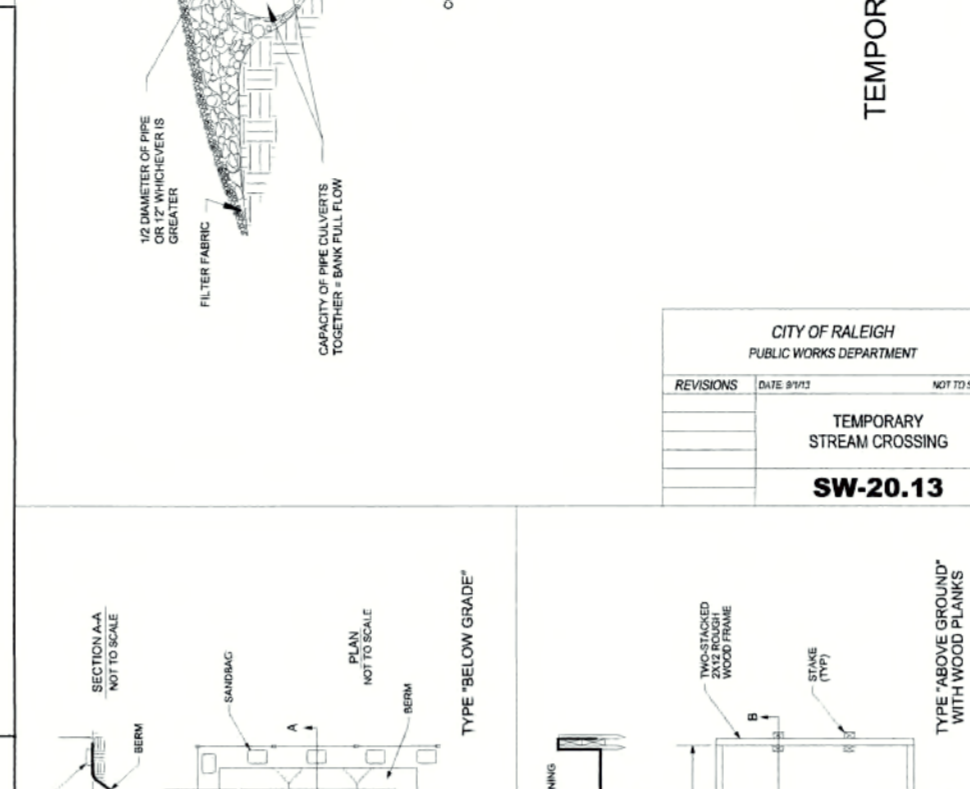 TEMPOR
1/2 DIAMETER OF PIPE
OR 12" WHICHEVER IS
GREATER
FILTER FABRIC
CAPACITY OF PIPE CULVERTS
TOGETHER = BANK FULL FLOW
CITY OF RALEIGH
PUBLIC WORKS DEPARTMENT
REVISIONS
DATE: 9/1/13
NOT TO S
TEMPORARY
STREAM CROSSING
SW-20.13
SECTION A-A
NOT TO SCALE
BERM
SANDBAG
A
PLAN
NOT TO SCALE
BERM
TYPE "BELOW GRADE"
NING
TWO-STACKED
2X12 ROUGH
WOOD FRAME
B
STAKE
(TYP)
TYPE "ABOVE GROUND"
WITH WOOD PLANKS